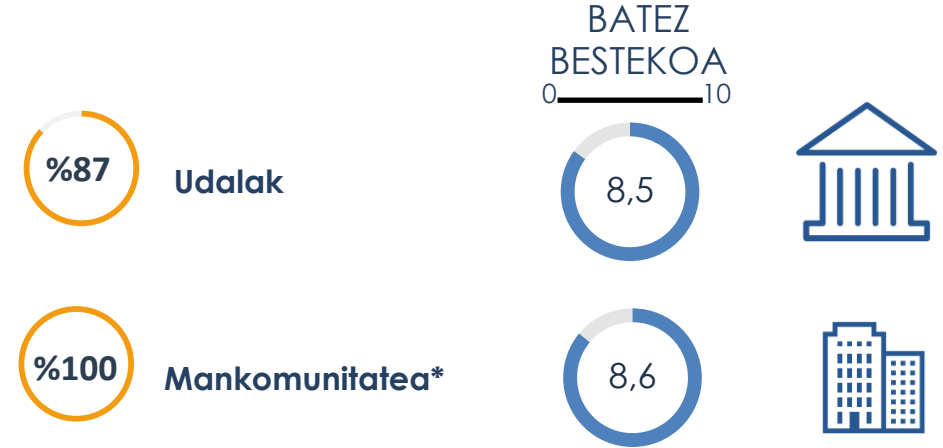 BATEZ
BESTEKOA
0 10
%87 Udalak 8,5
%100 Mankomunitatea* 8,6